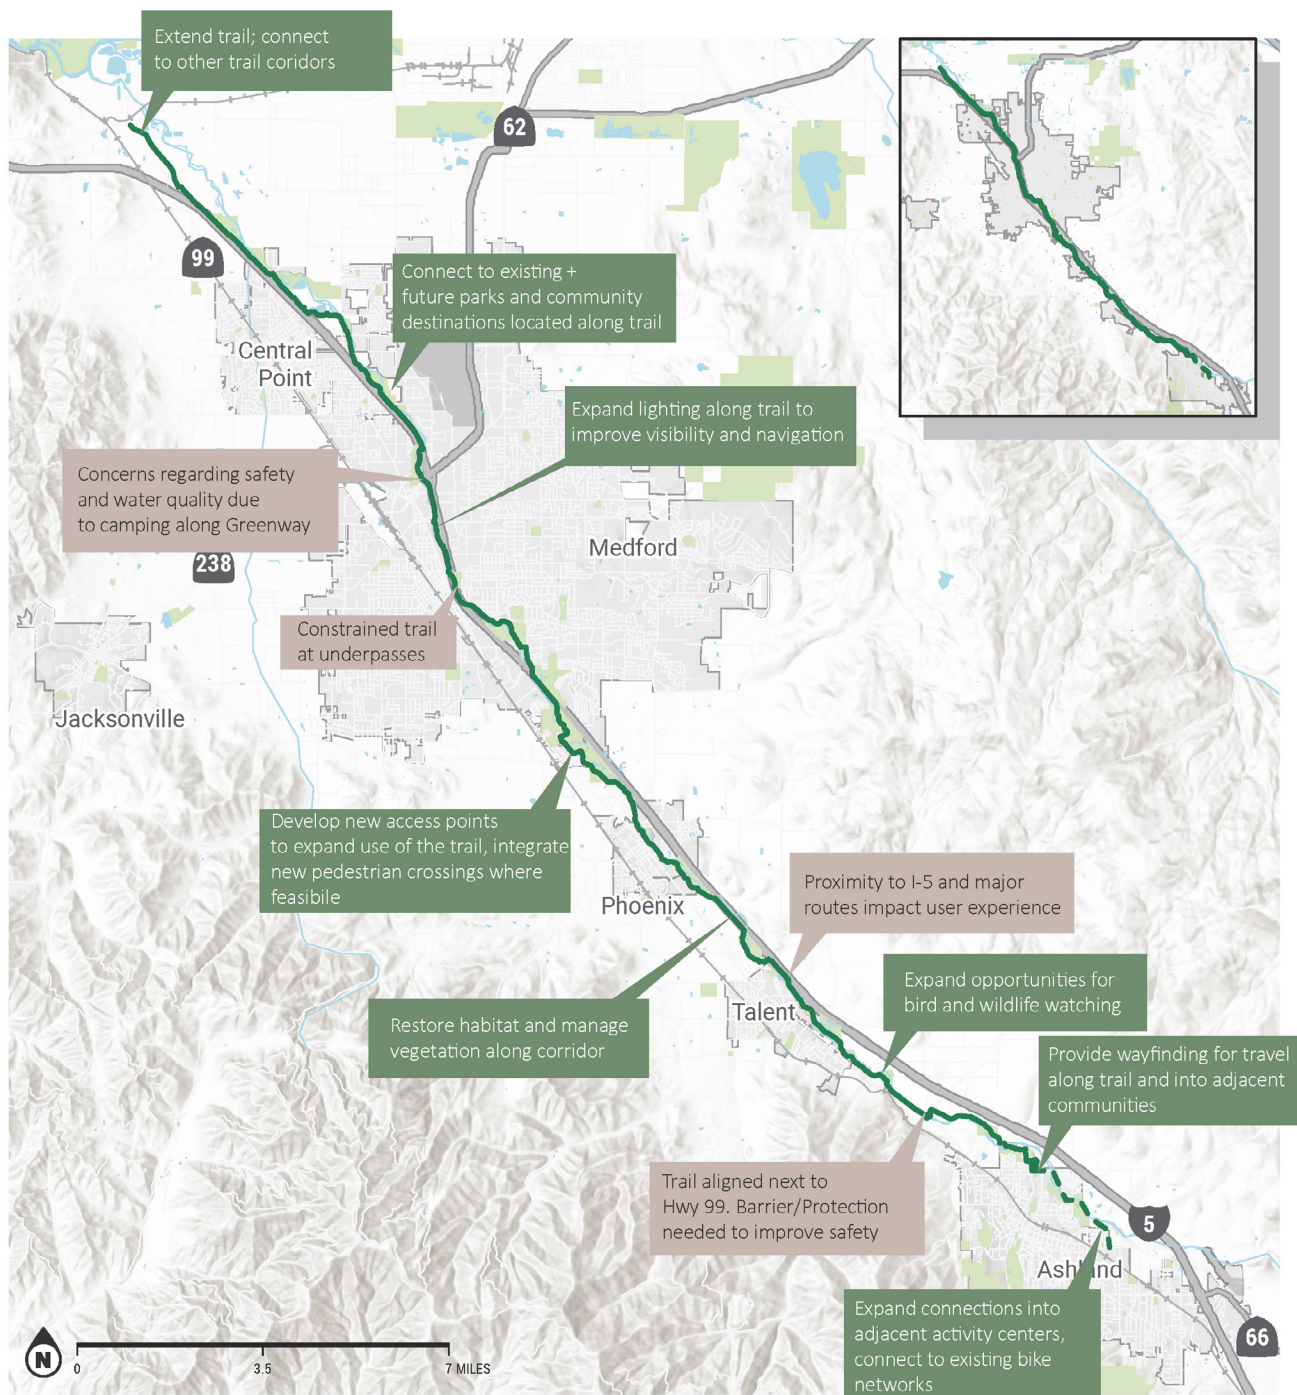 Extend trail; connect
to other trail coridors
62
99
Connect to existing +
future parks and community
destinations located along trail
Central
Point
Expand lighting along trail to
improve visibility and navigation
Concerns regarding safety
and water quality due
to camping along Greenway
Medford
238
Constrained trail
at underpasses
Jacksonville
Develop new access points
to expand use of the trail, integrate
new pedestrian crossings where
feasibile
Proximity to I-5 and major
routes impact user experience
Phoenix
Expand opportunities for
bird and wildlife watching
Talent
Restore habitat and manage
vegetation along corridor
Provide wayfinding for travel
along trail and into adjacent
communities
Trail aligned next to
Hwy 99. Barrier/Protection
needed to improve safety
5
Ashland
Expand connections into
adjacent activity centers,
connect to existing bike
networks
66
N
0 3.5 7 MILES